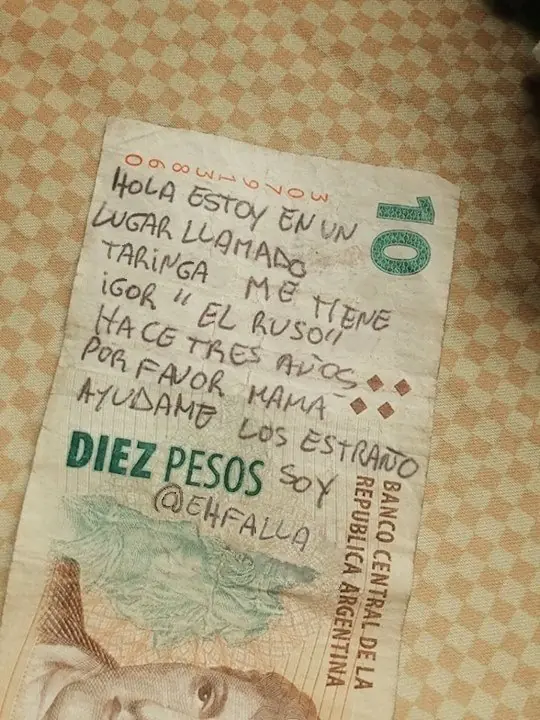 HOLA ESTOY EN UN
LUGAR LLAMADO
TARINGA ME TIENE
IGOR " EL RUSO"
HACE TRES AÑOS
POR FAVOR MAMA
AYUDAME LOS ESTRAÑO
SOY
@EHFALLA
10
DIEZ PESOS
BANCO CENTRAL DE LA
REPUBLICA ARGENTINA